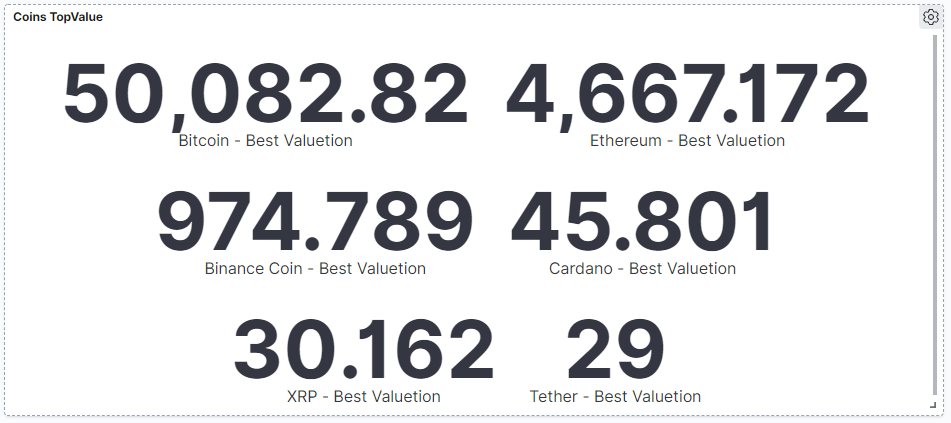 Coins TopValue
50,082.82 4,667.172
Bitcoin - Best Valuetion Ethereum - Best Valuetion
974.789 45.801
Binance Coin - Best Valuetion Cardano - Best Valuetion
30.162 29
XRP - Best Valuetion Tether - Best Valuetion